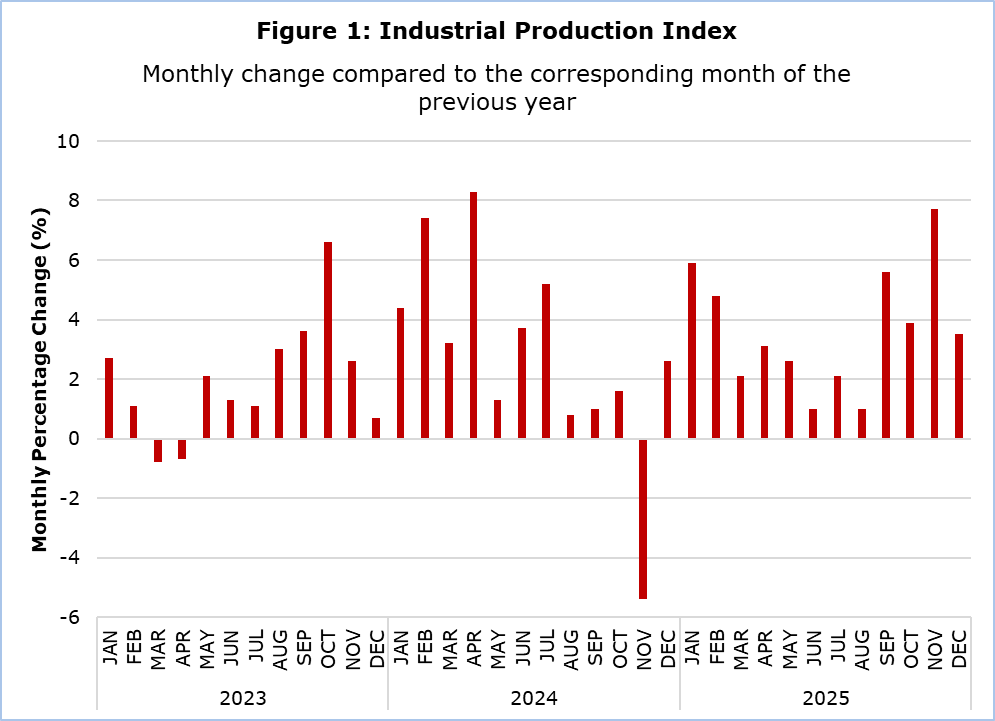 Figure 1: Industrial Production Index
Monthly change compared to the corresponding month of the
previous year
Monthly Percentage Change (%)
10
8
6
4
2
0
-2
-4
-6
JAN FEB MAR APR MAY JUN JUL AUG SEP OCT NOV DEC JAN FEB MAR APR MAY JUN JUL AUG SEP OCT NOV DEC JAN FEB MAR APR MAY JUN JUL AUG SEP OCT NOV DEC
2023 2024 2025